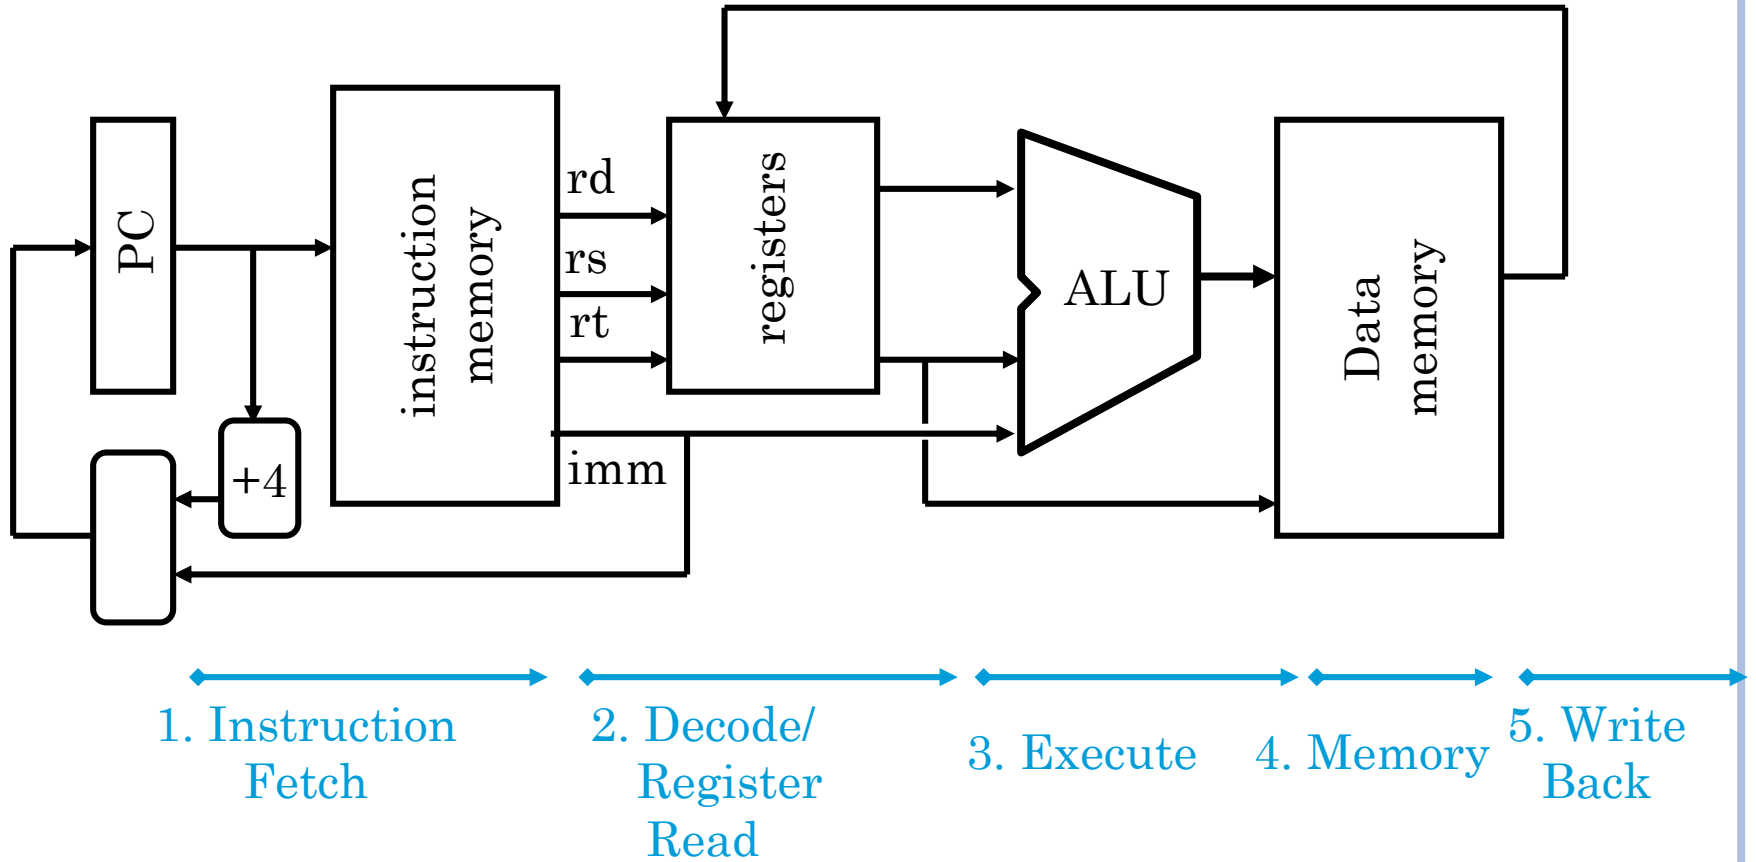 PC
+4
instruction
memory
rd
rs
rt
imm
registers
ALU
Data
memory
1. Instruction
Fetch
2. Decode/
Register
Read
3. Execute
4. Memory
5. Write
Back